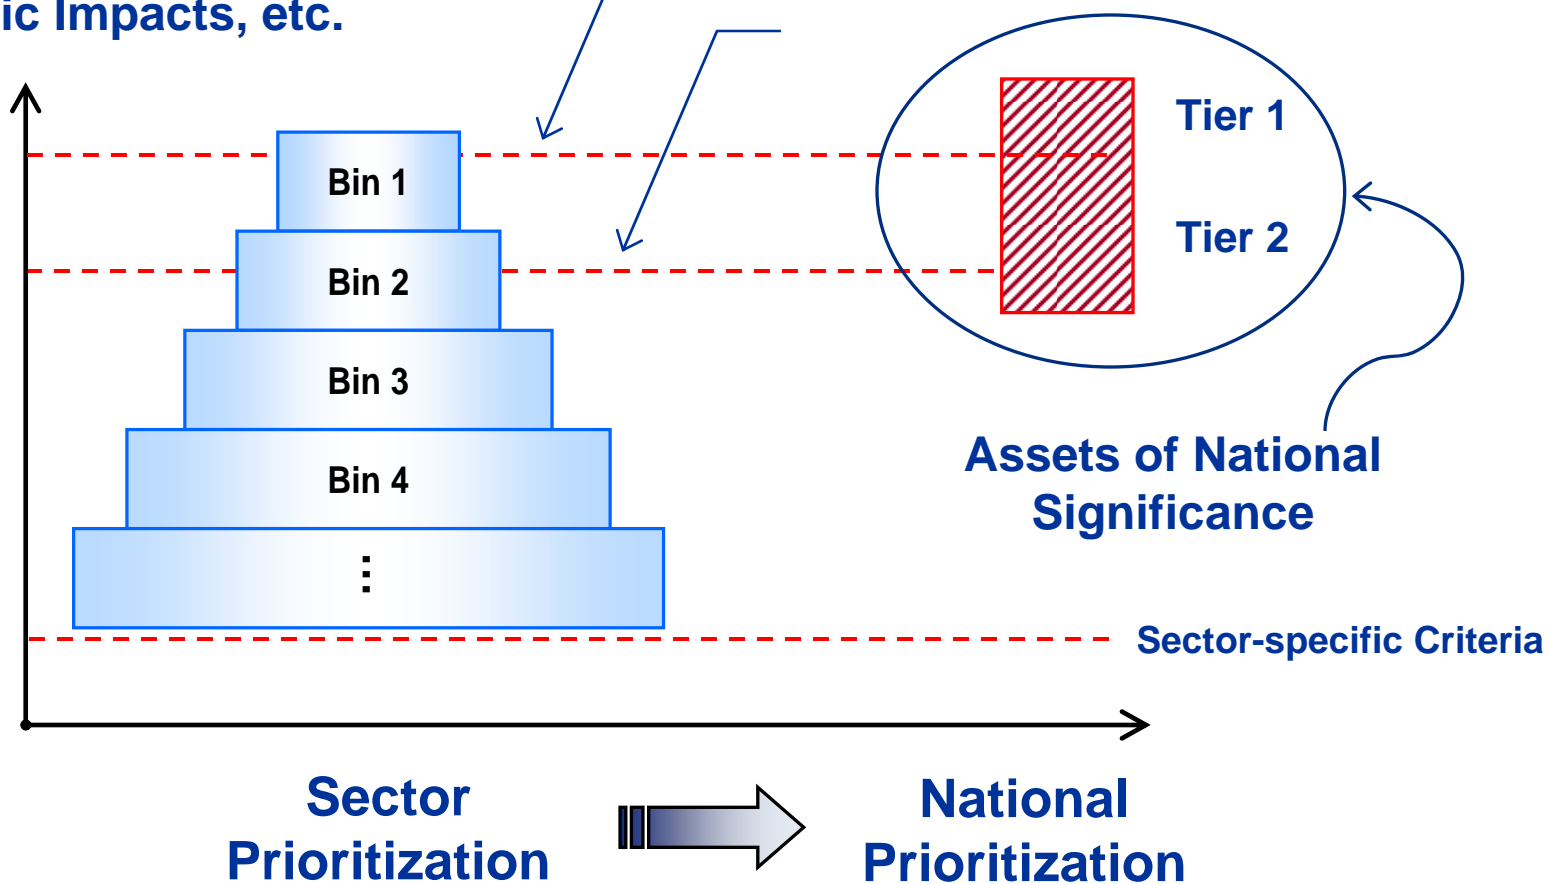 ic Impacts, etc.
Tier 1
Bin 1
Tier 2
Bin 2
Bin 3
Bin 4
Assets of National
Significance
⋮
Sector-specific Criteria
Sector
Prioritization
National
Prioritization